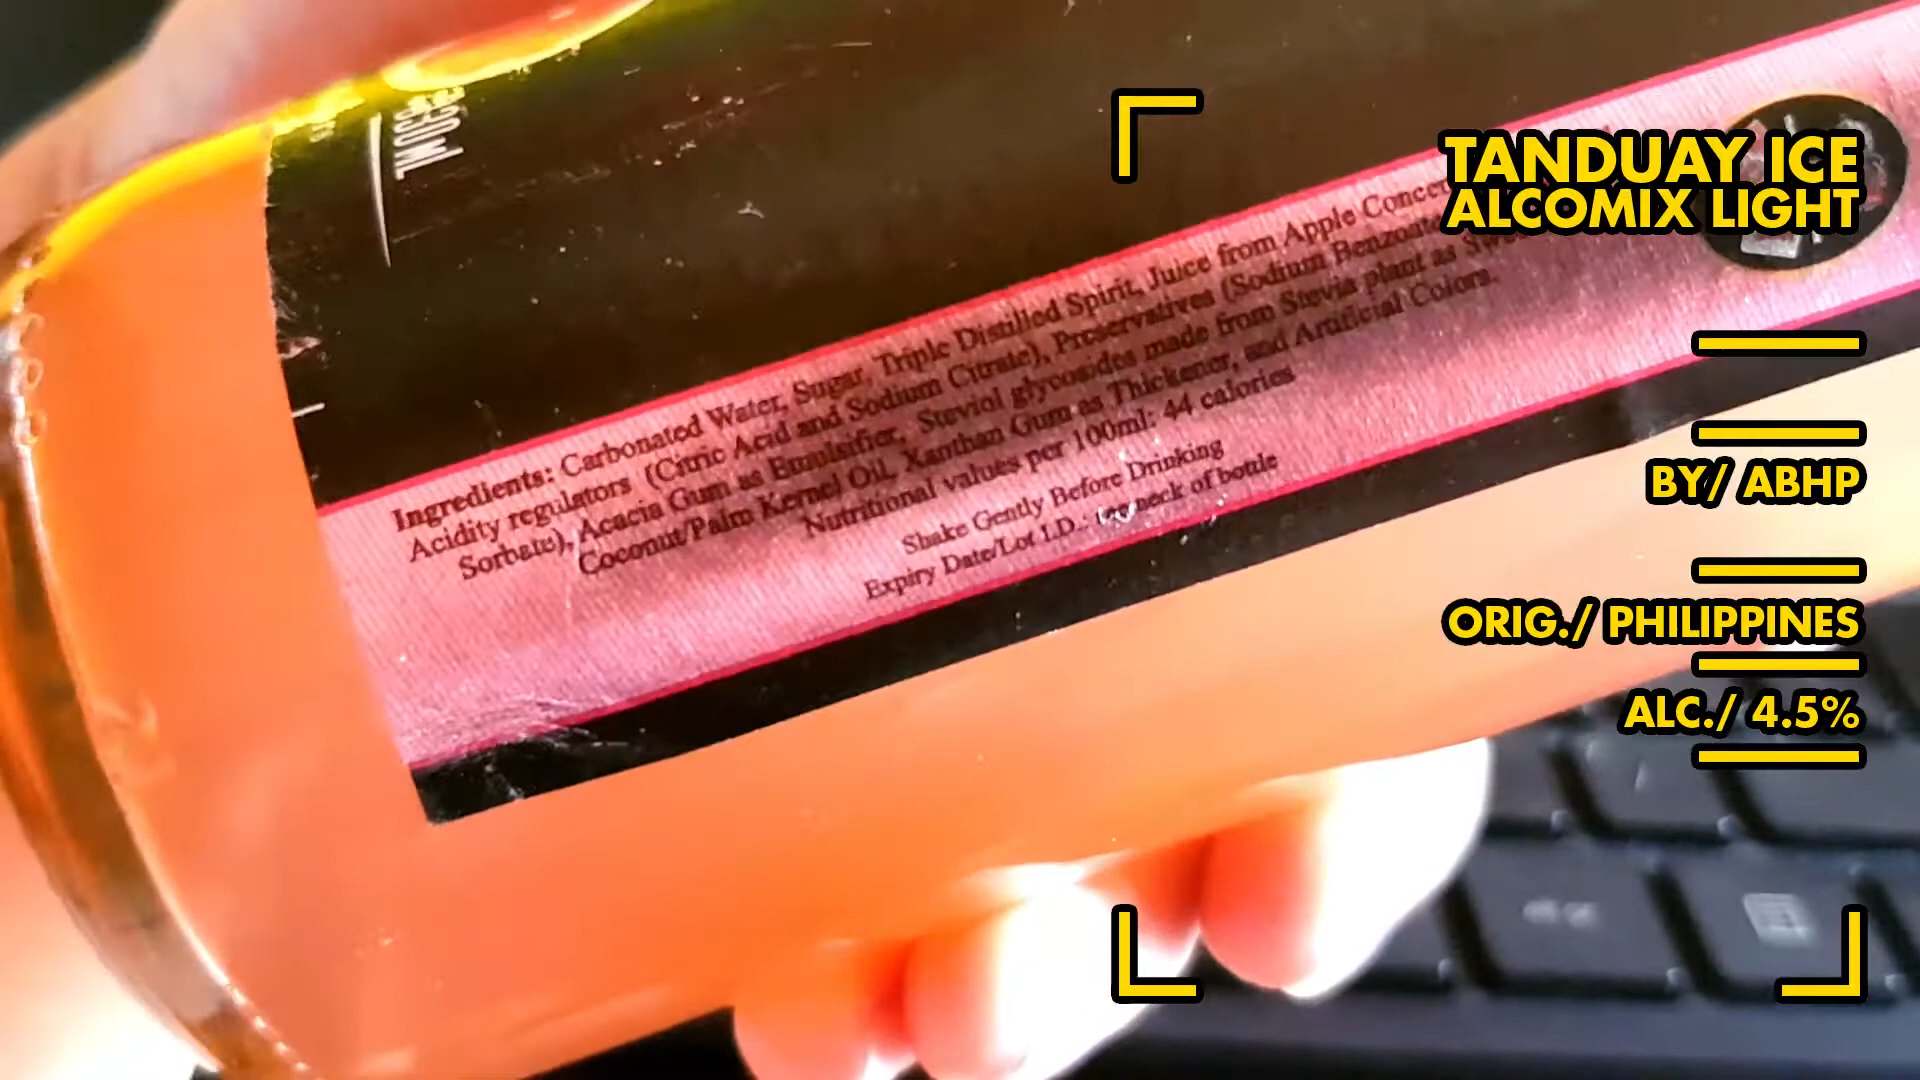 330ml
TANDUAY ICE
ALCOMIX LIGHT
Ingredients: Carbonated Water, Sugar, Triple Distilled Spirit, Juice from Apple
Acidity regulators (Citric Acid and Sodium Citrate), Preservatives (Sodium
Sorbate), Acacia Gum as Emulsifier, Steviol glycosides made from Stevia plant as
Coconut/Palm Kernel Oil, Xanthan Gum as Thickener, and Artificial Colors.
Nutritional values per 100ml: 44 calories
Shake Gently Before Drinking
Expiry Date/Lot I.D.: neck of bottle
BY/ ABHP
ORIG./ PHILIPPINES
ALC./ 4.5%